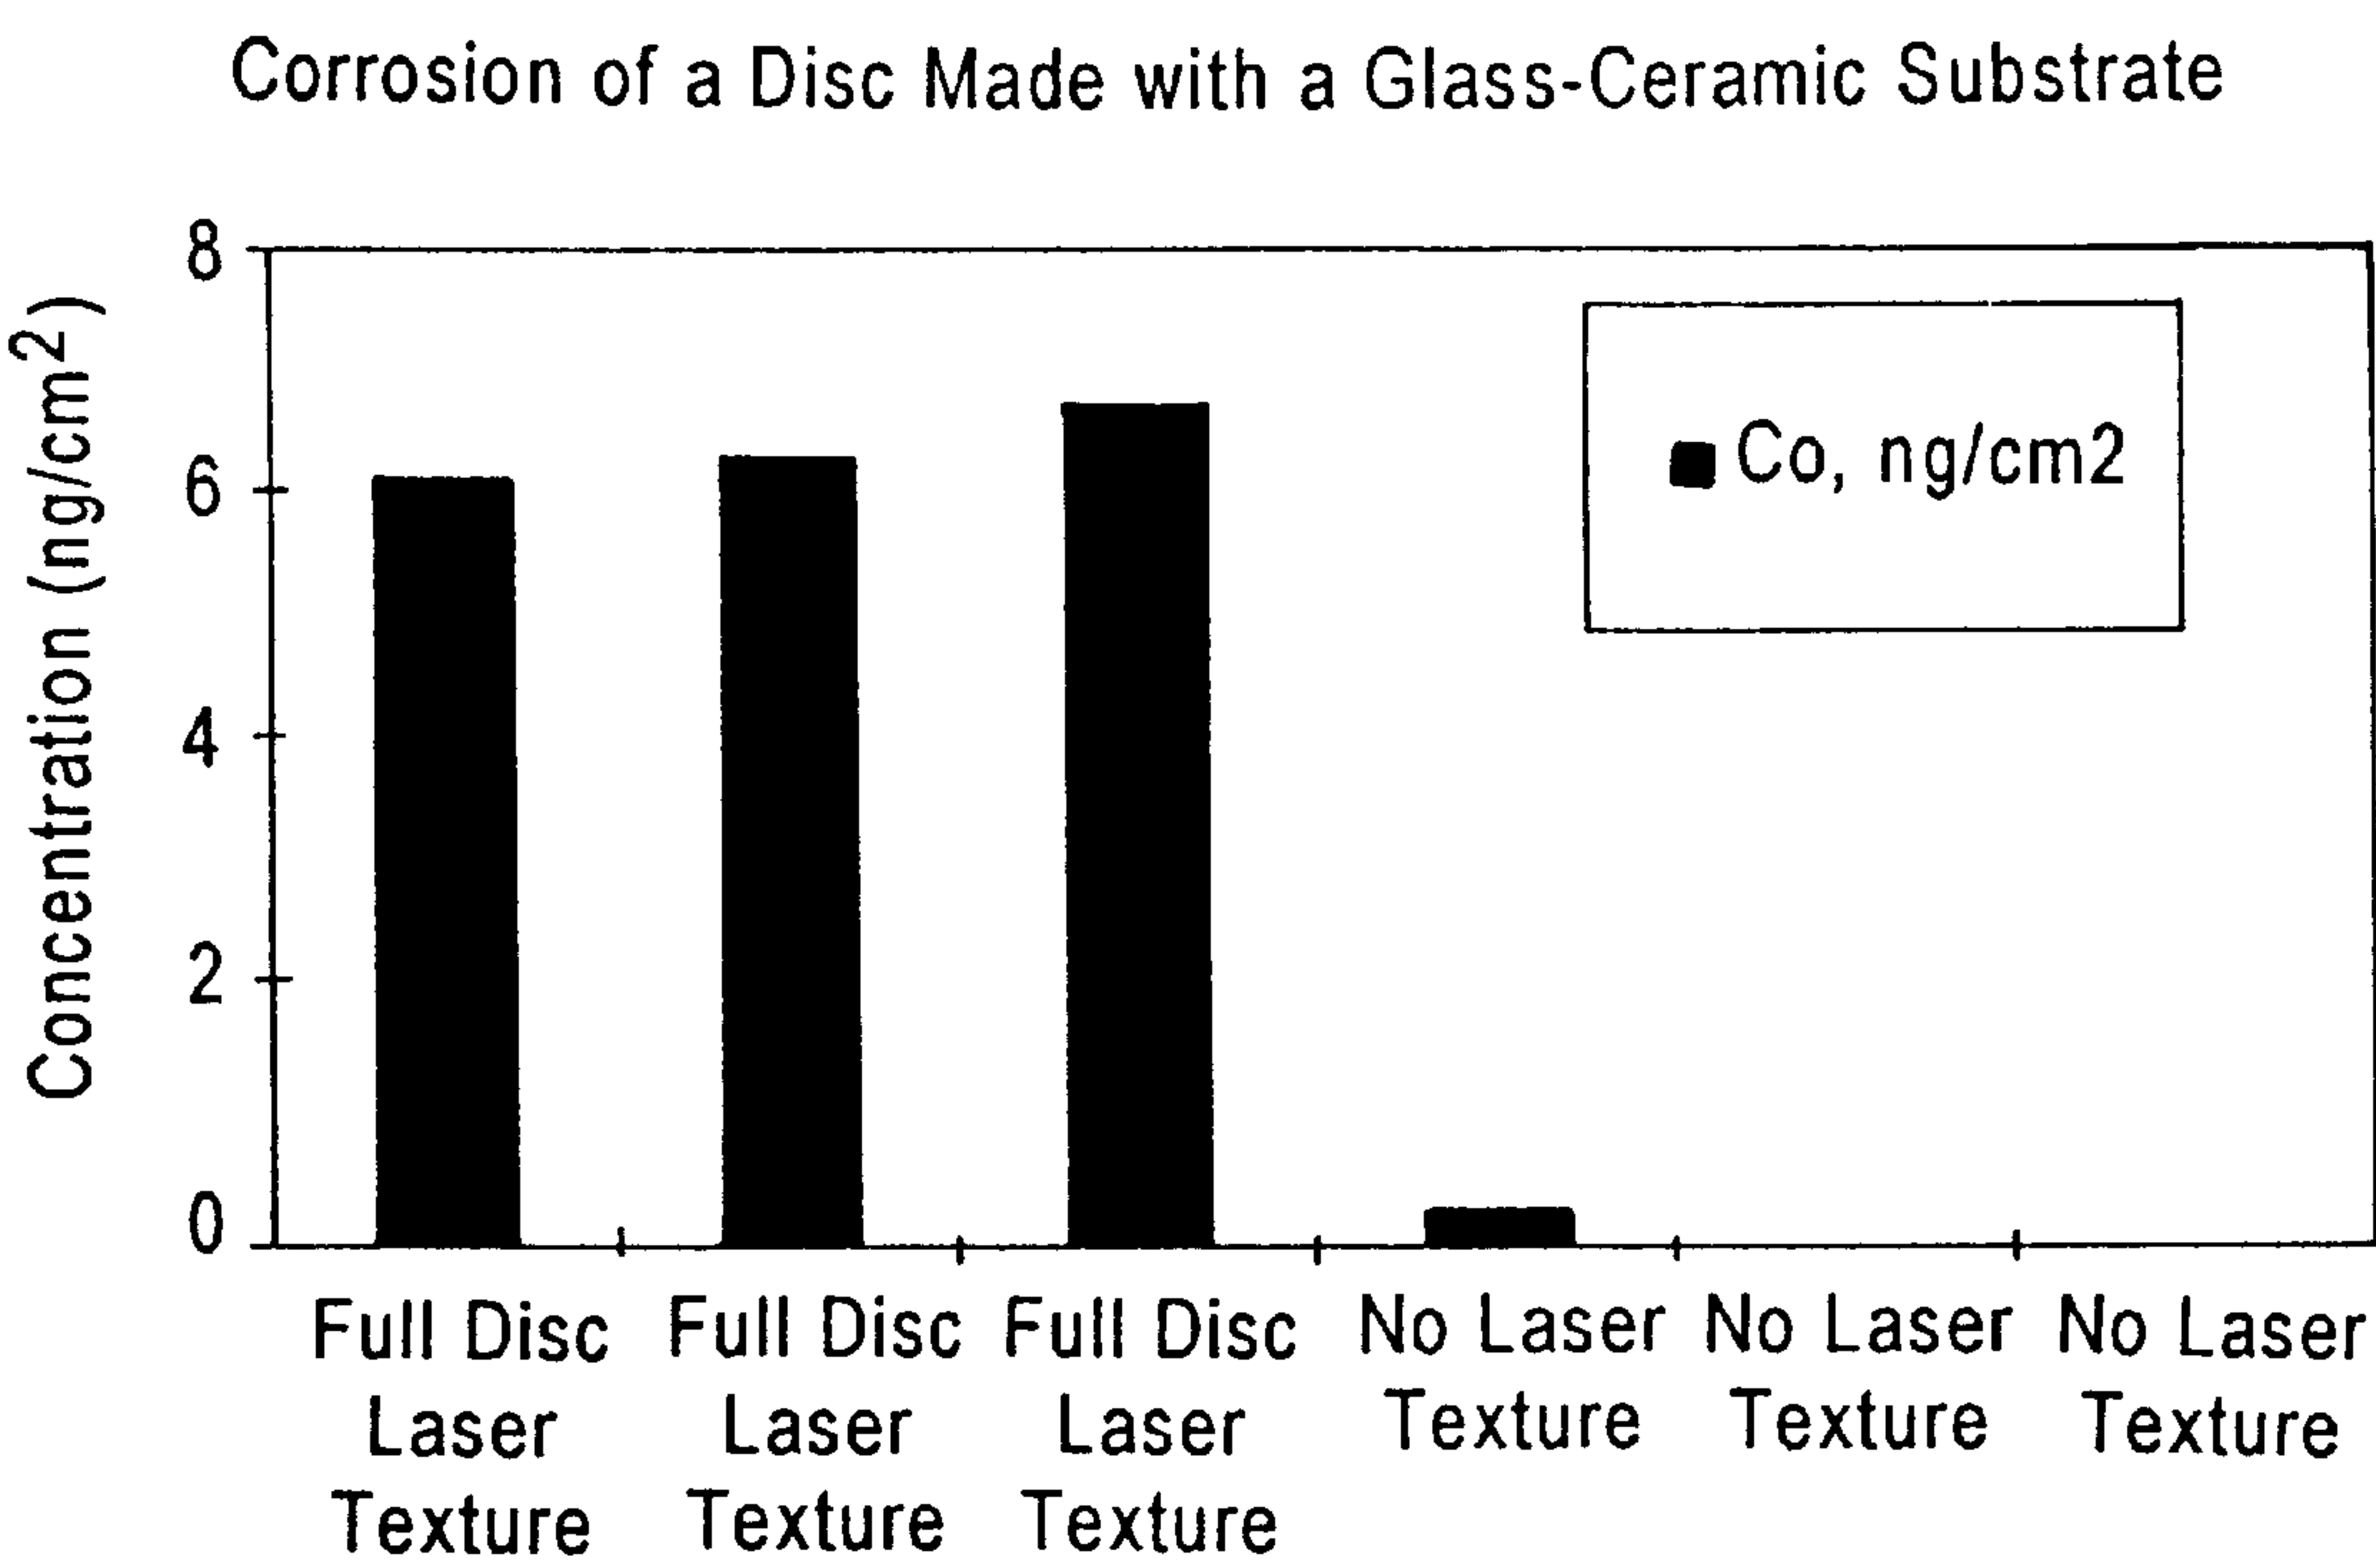 Corrosion of a Disc Made with a Glass-Ceramic Substrate
Concentration (ng/cm²)
8
6
4
2
0
Co, ng/cm2
Full Disc Laser Texture
Full Disc Laser Texture
Full Disc Laser Texture
No Laser Texture
No Laser Texture
No Laser Texture